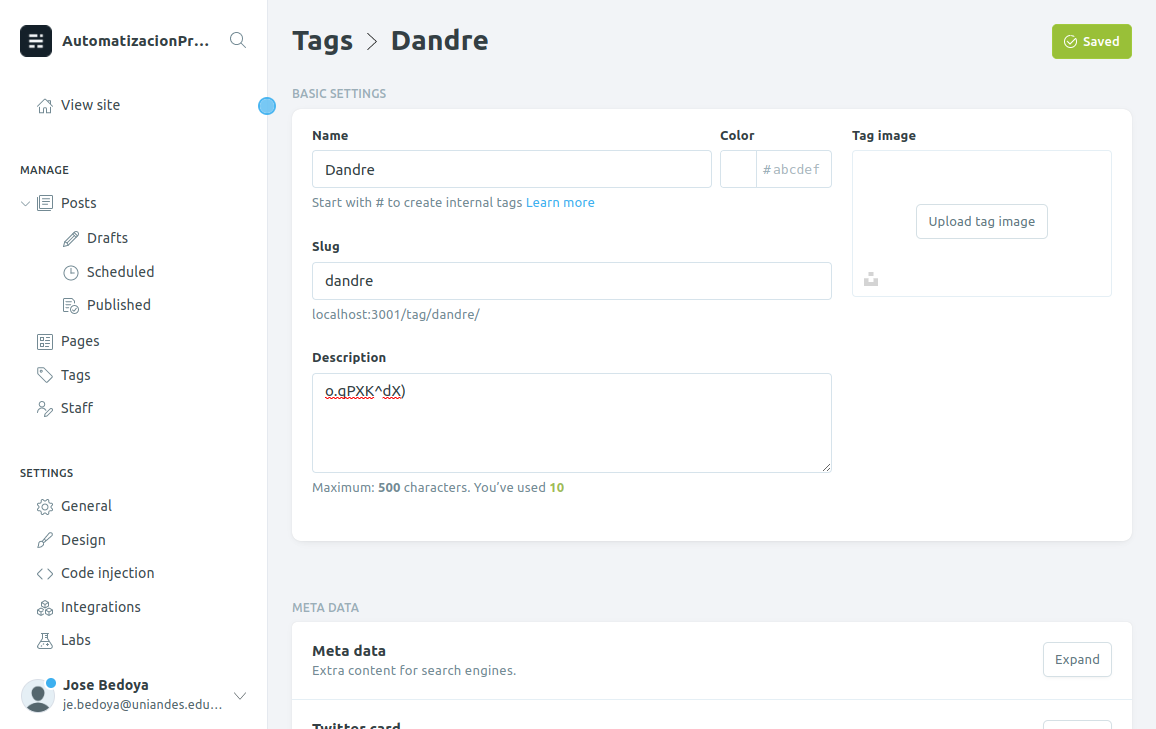 AutomatizacionPr...
View site
MANAGE
Posts
Drafts
Scheduled
Published
Pages
Tags
Staff
SETTINGS
General
Design
Code injection
Integrations
Labs
Jose Bedoya
je.bedoya@uniandes.edu...
Tags > Dandre
Saved
BASIC SETTINGS
Name
Color
Tag image
Dandre
#abcdef
Start with # to create internal tags Learn more
Upload tag image
Slug
dandre
localhost:3001/tag/dandre/
Description
o.qPXK^dX)
Maximum: 500 characters. You’ve used 10
META DATA
Meta data
Extra content for search engines.
Expand
Twitter card